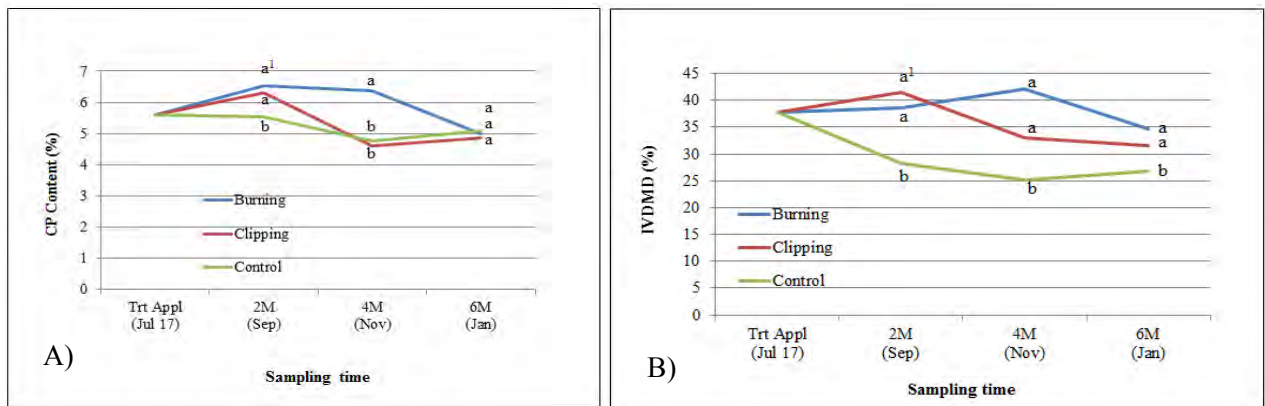 7
6
5
4
3
2
1
0
CP Content (%)
a¹
a
b
a
b
b
a
a
a
Burning
Clipping
Control
Trt Appl 2M 4M 6M
(Jul 17) (Sep) (Nov) (Jan)
Sampling time
A)
45
40
35
30
25
20
15
10
5
0
IVDMD (%)
a¹
a
b
a
a
b
a
a
b
Burning
Clipping
Control
Trt Appl 2M 4M 6M
(Jul 17) (Sep) (Nov) (Jan)
Sampling time
B)